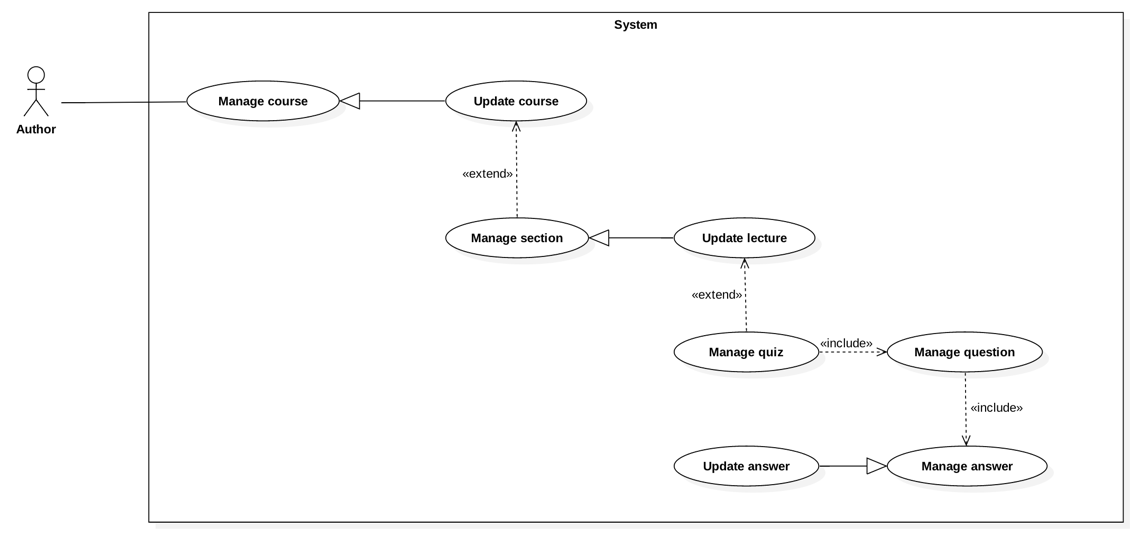 System
Manage course
Update course
Author
«extend»
Manage section
Update lecture
«extend»
«include»
Manage quiz
Manage question
«include»
Update answer
Manage answer